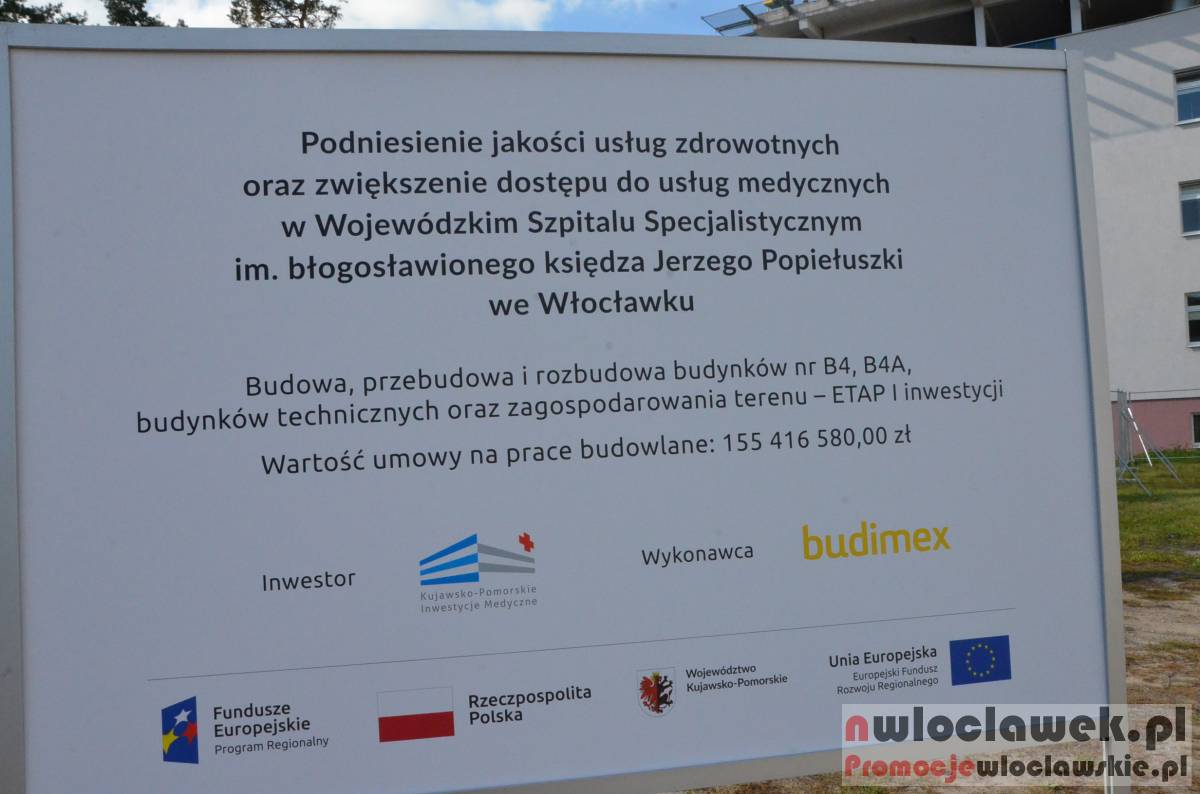 Podniesienie jakości usług zdrowotnych
oraz zwiększenie dostępu do usług medycznych
w Wojewódzkim Szpitalu Specjalistycznym
im. błogosławionego księdza Jerzego Popiełuszki
we Włocławku
Budowa, przebudowa i rozbudowa budynków nr B4, B4A,
budynków technicznych oraz zagospodarowania terenu – ETAP I inwestycji
Wartość umowy na prace budowlane: 155 416 580,00 zł
Inwestor
Kujawsko-Pomorskie
Inwestycje Medyczne
Wykonawca
budimex
Fundusze
Europejskie
Program Regionalny
Rzeczpospolita
Polska
Województwo
Kujawsko-Pomorskie
Unia Europejska
Europejski Fundusz
Rozwoju Regionalnego
nwloclawek.pl
Promocjewloclawskie.pl